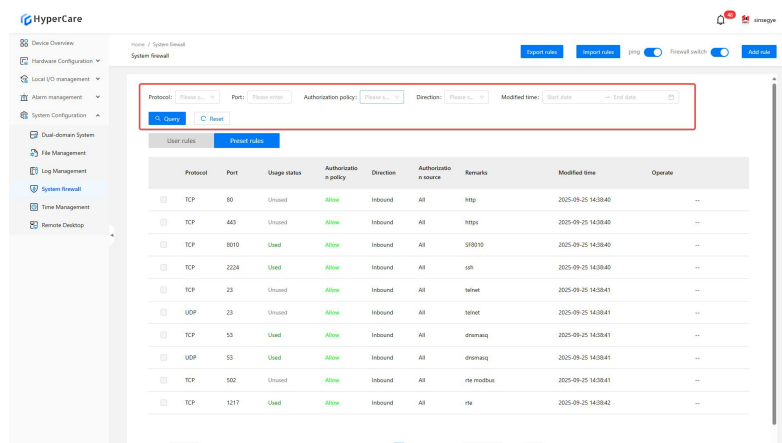 HyperCare
48
sinsegye
Device Overview
Hardware Configuration
Local I/O management
Alarm management
System Configuration
Dual-domain System
File Management
Log Management
System firewall
Time Management
Remote Desktop
Home / System firewall
System firewall
Export rules
Import rules
ping
Firewall switch
Add rule
Protocol: Please s... Port: Please enter Authorization policy: Please s... Direction: Please s... Modified time: Start date → End date
Query Reset
User rules Preset rules
Protocol Port Usage status Authorizatio n policy Direction Authorizatio n source Remarks Modified time Operate
TCP 80 Unused Allow Inbound All http 2025-09-25 14:38:40 --
TCP 443 Unused Allow Inbound All https 2025-09-25 14:38:40 --
TCP 8010 Used Allow Inbound All SF8010 2025-09-25 14:38:40 --
TCP 2224 Used Allow Inbound All ssh 2025-09-25 14:38:40 --
TCP 23 Unused Allow Inbound All telnet 2025-09-25 14:38:41 --
UDP 23 Unused Allow Inbound All telnet 2025-09-25 14:38:41 --
TCP 53 Used Allow Inbound All dnsmasq 2025-09-25 14:38:41 --
UDP 53 Used Allow Inbound All dnsmasq 2025-09-25 14:38:41 --
TCP 502 Unused Allow Inbound All rte modbus 2025-09-25 14:38:41 --
TCP 1217 Used Allow Inbound All rte 2025-09-25 14:38:42 --